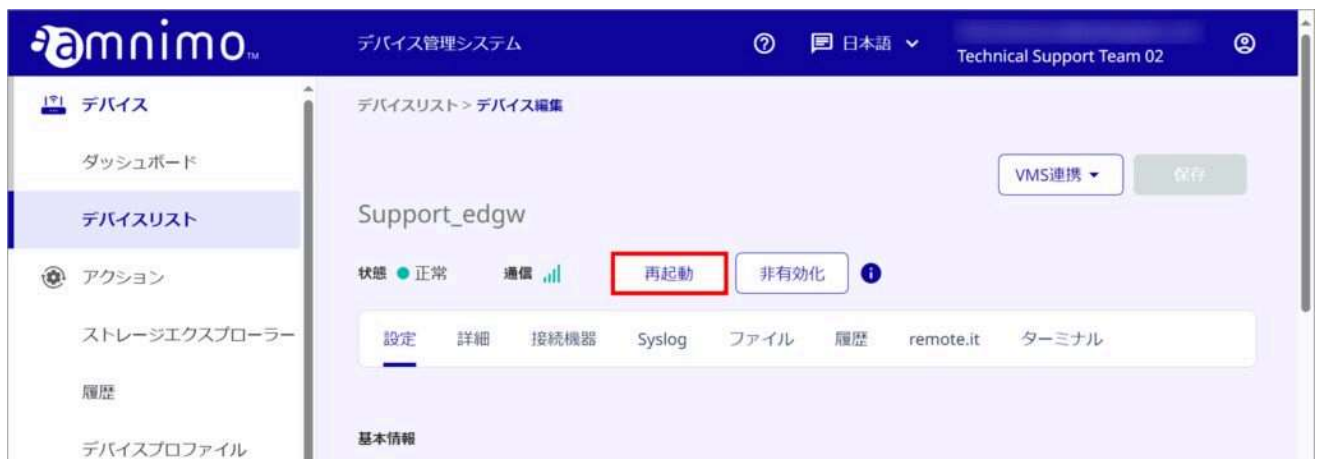 amnimo™
デバイス管理システム
日本語
Technical Support Team 02
デバイス
ダッシュボード
デバイスリスト
アクション
ストレージエクスプローラー
履歴
デバイスプロファイル
デバイスリスト > デバイス編集
VMS連携
保存
Support_edgw
状態 正常 通信 再起動 非有効化
設定 詳細 接続機器 Syslog ファイル 履歴 remote.it ターミナル
基本情報